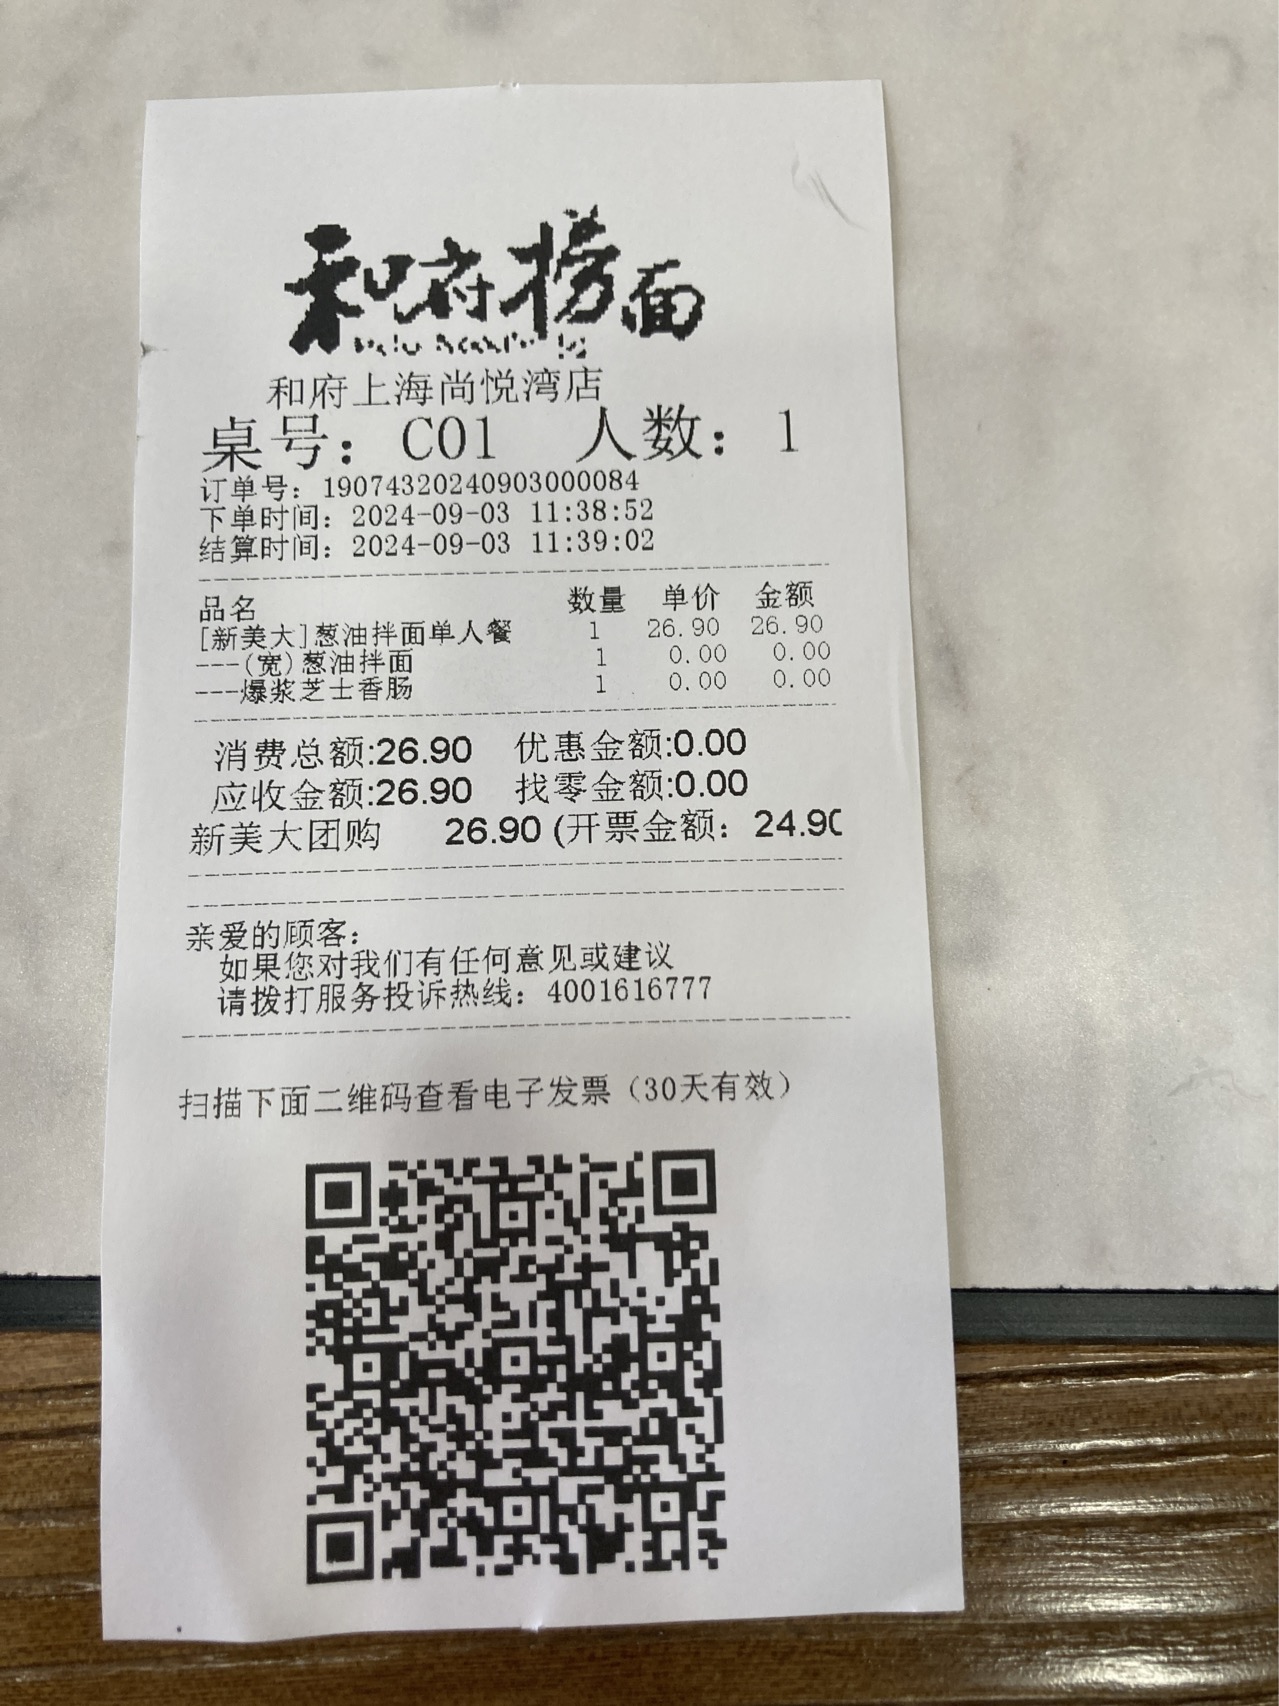 和府捞面
和府上海尚悦湾店
桌号: C01 人数: 1
订单号: 19074320240903000084
下单时间: 2024-09-03 11:38:52
结算时间: 2024-09-03 11:39:02
品名 数量 单价 金额
[新美大]葱油拌面单人餐 1 26.90 26.90
---(宽)葱油拌面 1 0.00 0.00
---爆浆芝士香肠 1 0.00 0.00
消费总额:26.90 优惠金额:0.00
应收金额:26.90 找零金额:0.00
新美大团购 26.90 (开票金额: 24.90
亲爱的顾客:
如果您对我们有任何意见或建议
请拨打服务投诉热线: 4001616777
扫描下面二维码查看电子发票（30天有效）